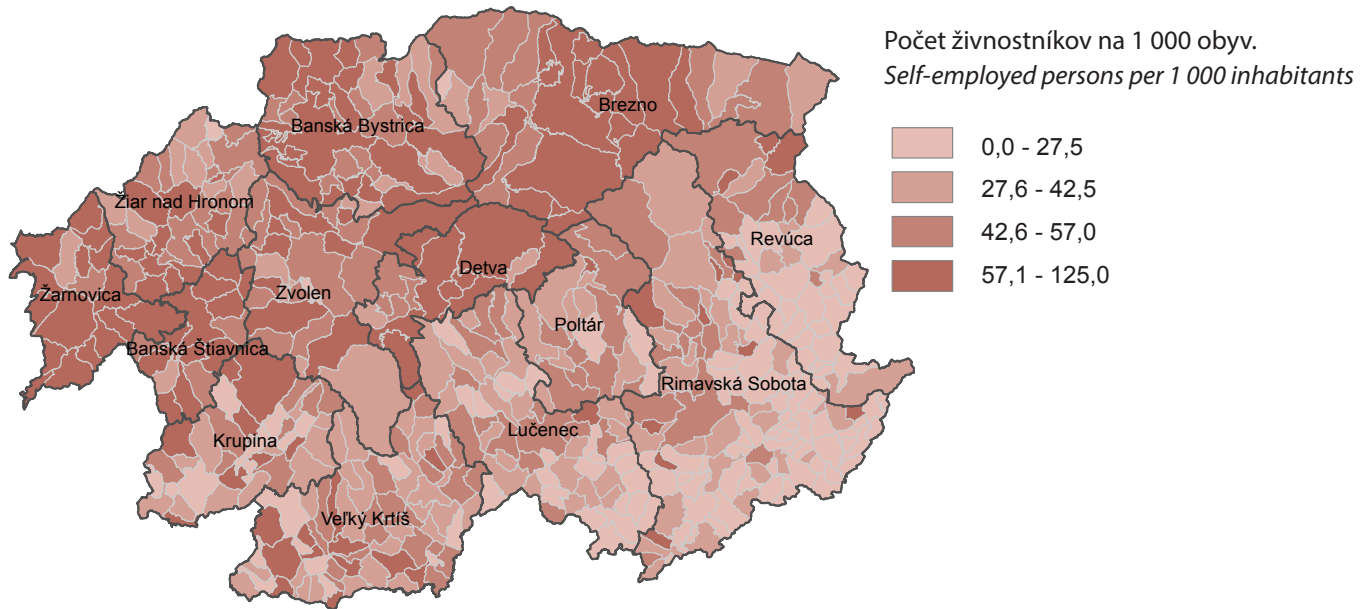 Počet živnostníkov na 1 000 obyv.
Self-employed persons per 1 000 inhabitants
0,0 - 27,5
27,6 - 42,5
42,6 - 57,0
57,1 - 125,0
Brezno
Banská Bystrica
Žiar nad Hronom
Revúca
Detva
Žarnovica
Zvolen
Poltár
Banská Štiavnica
Rimavská Sobota
Lučenec
Krupina
Veľký Krtíš